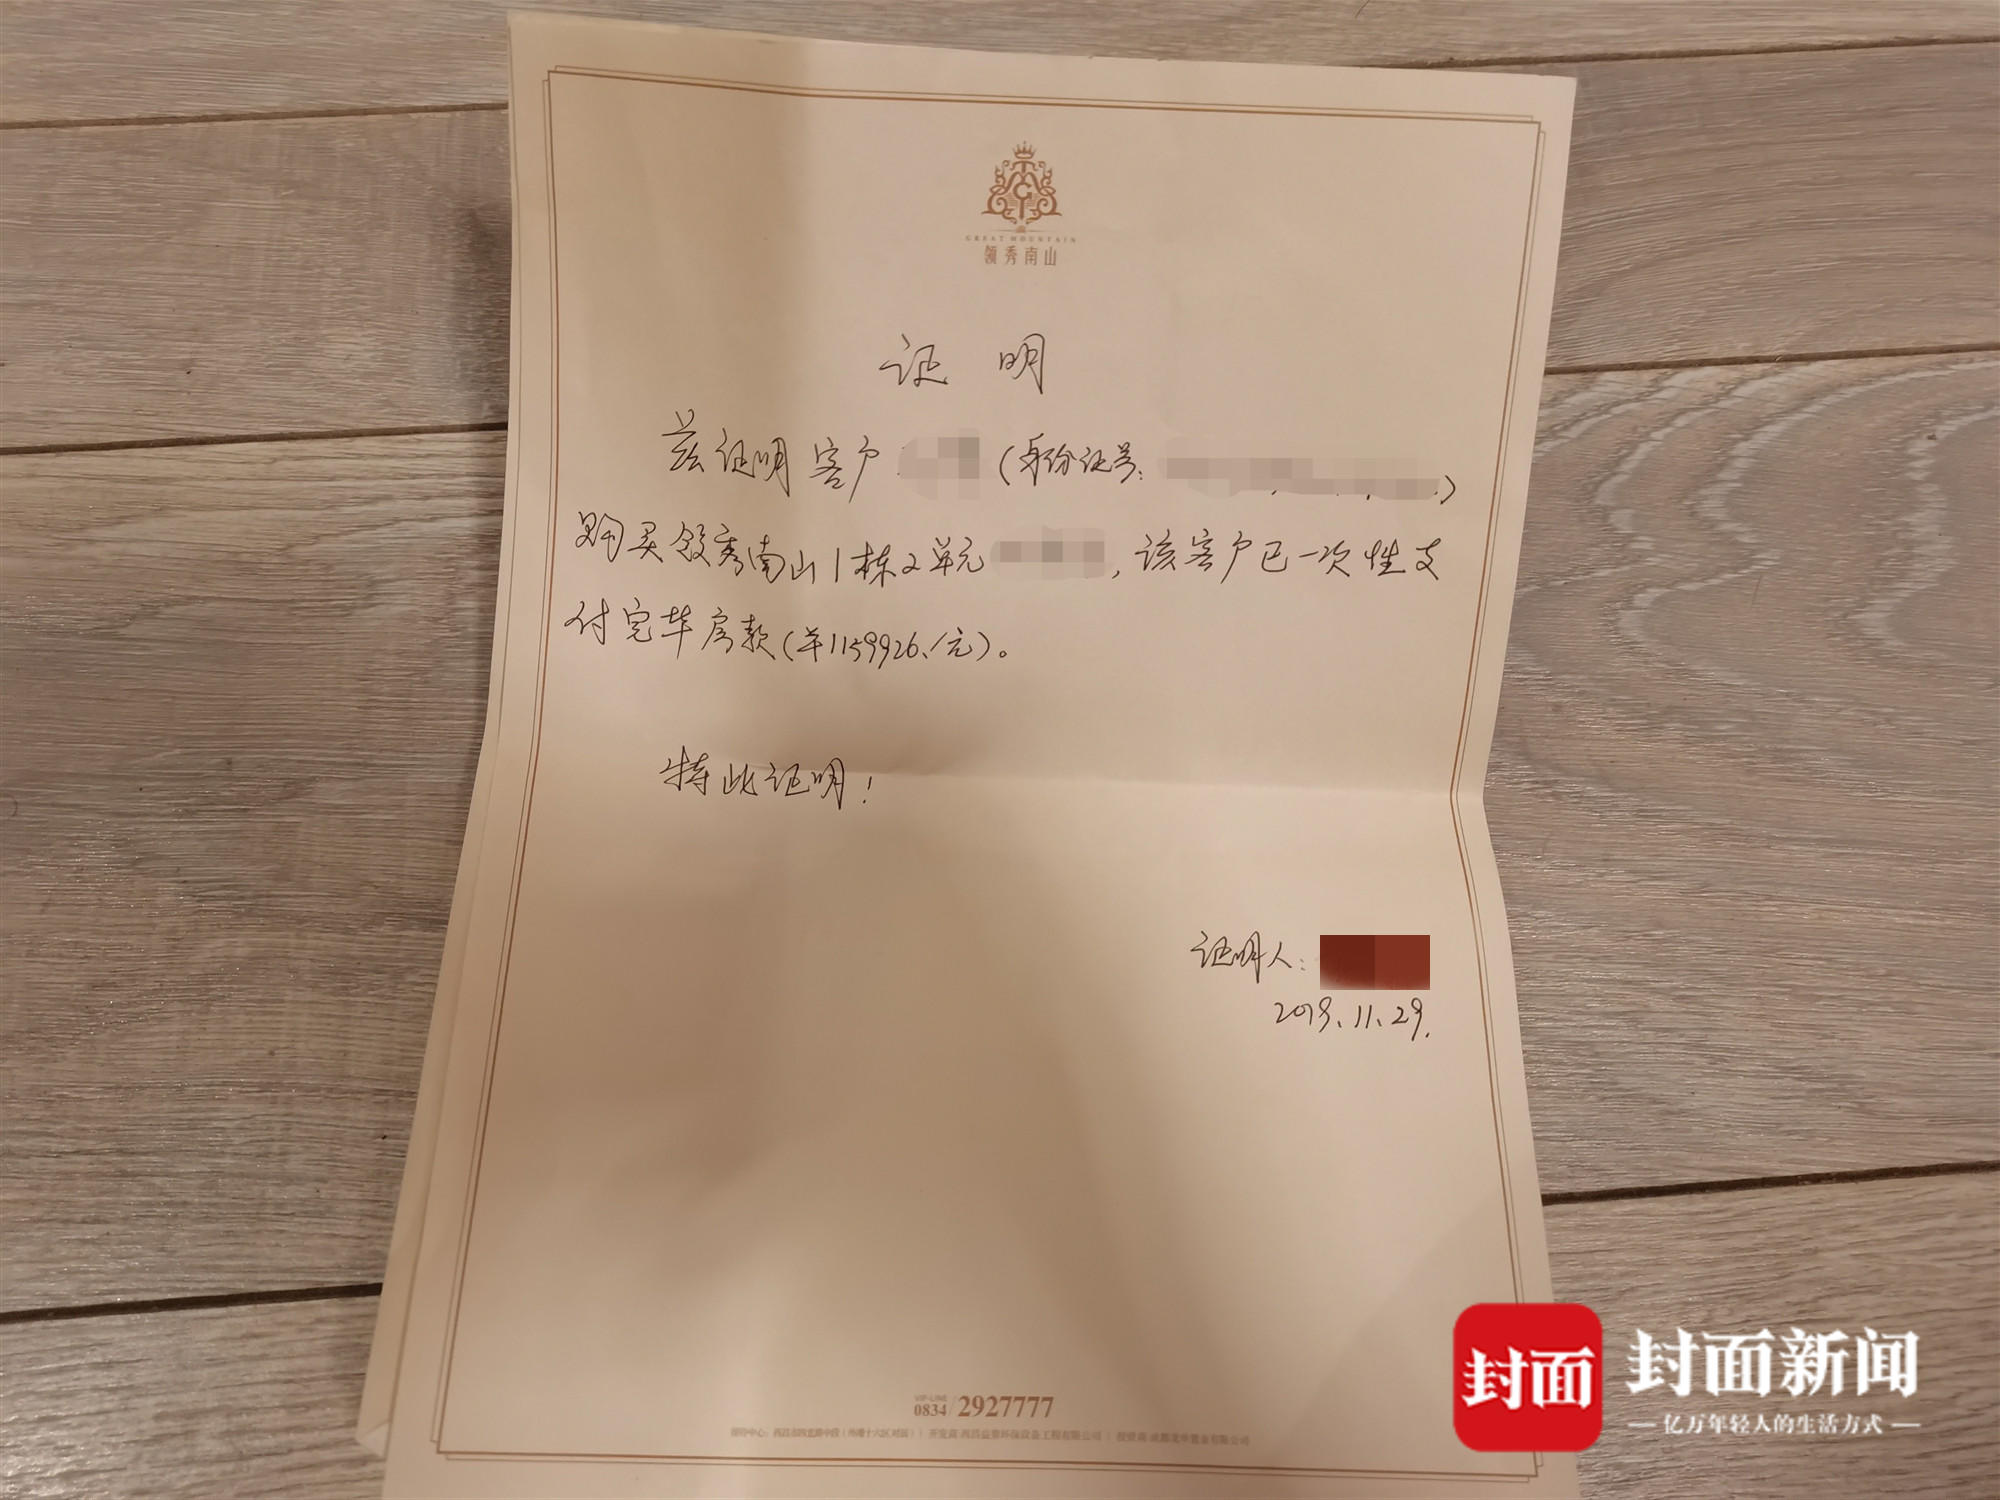 GREAT MOUNTAIN
领秀南山
证 明
兹证明客户 (身份证号: )
购买领秀南山1栋2单元 , 该客户已一次性支
付完毕房款(¥1159926./元)。
特此证明!
证明人:
2019.11.29.
VIP-LINE
0834/2927777
封面
封面新闻
亿万年轻人的生活方式